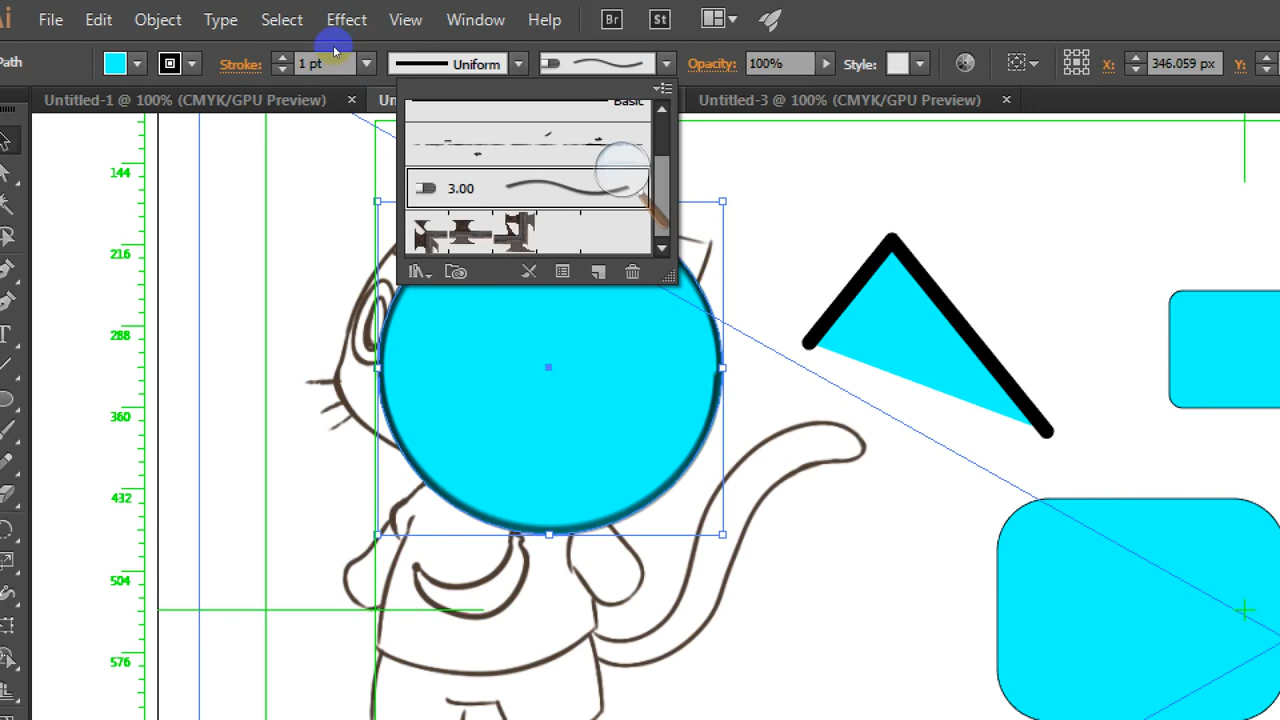 Ai File Edit Object Type Select Effect View Window Help Br St
Path Stroke: 1 pt Uniform Opacity: 100% Style: X: 346.059 px Y:
Untitled-1 @ 100% (CMYK/GPU Preview) × Un Untitled-3 @ 100% (CMYK/GPU Preview) ×
Basic
144
3.00
216
288
360
432
504
576